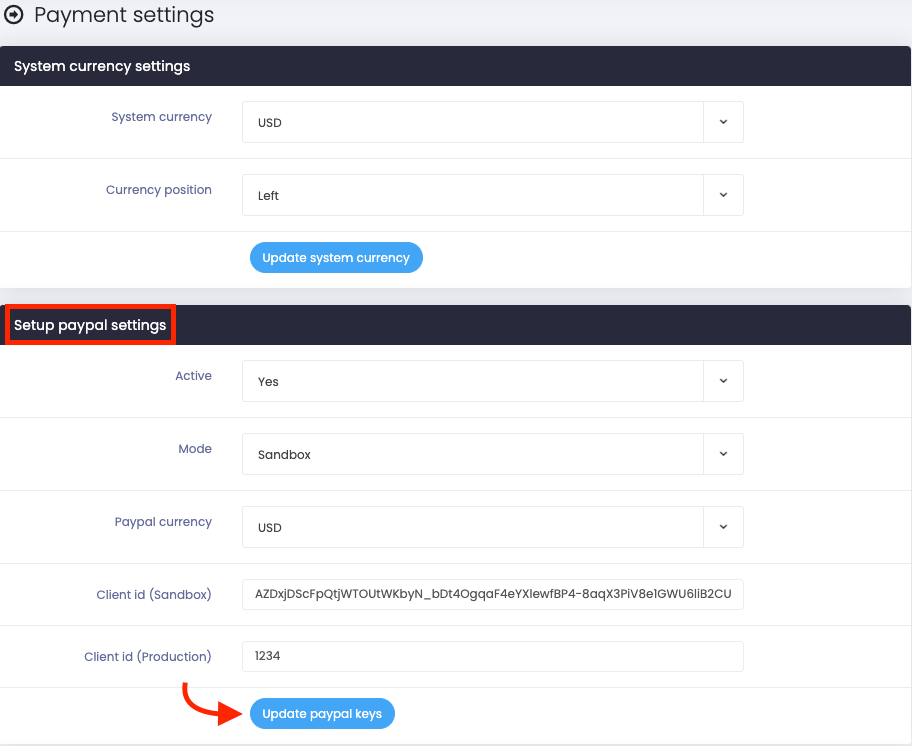 Payment settings
System currency settings
System currency
USD
Currency position
Left
Update system currency
Setup paypal settings
Active
Yes
Mode
Sandbox
Paypal currency
USD
Client id (Sandbox)
AZDxjDScFpQtjWTOUtWKbyN_bDt4OgqaF4eYXlewfBP4-8aqX3PiV8e1GWU6liB2CU
Client id (Production)
1234
Update paypal keys